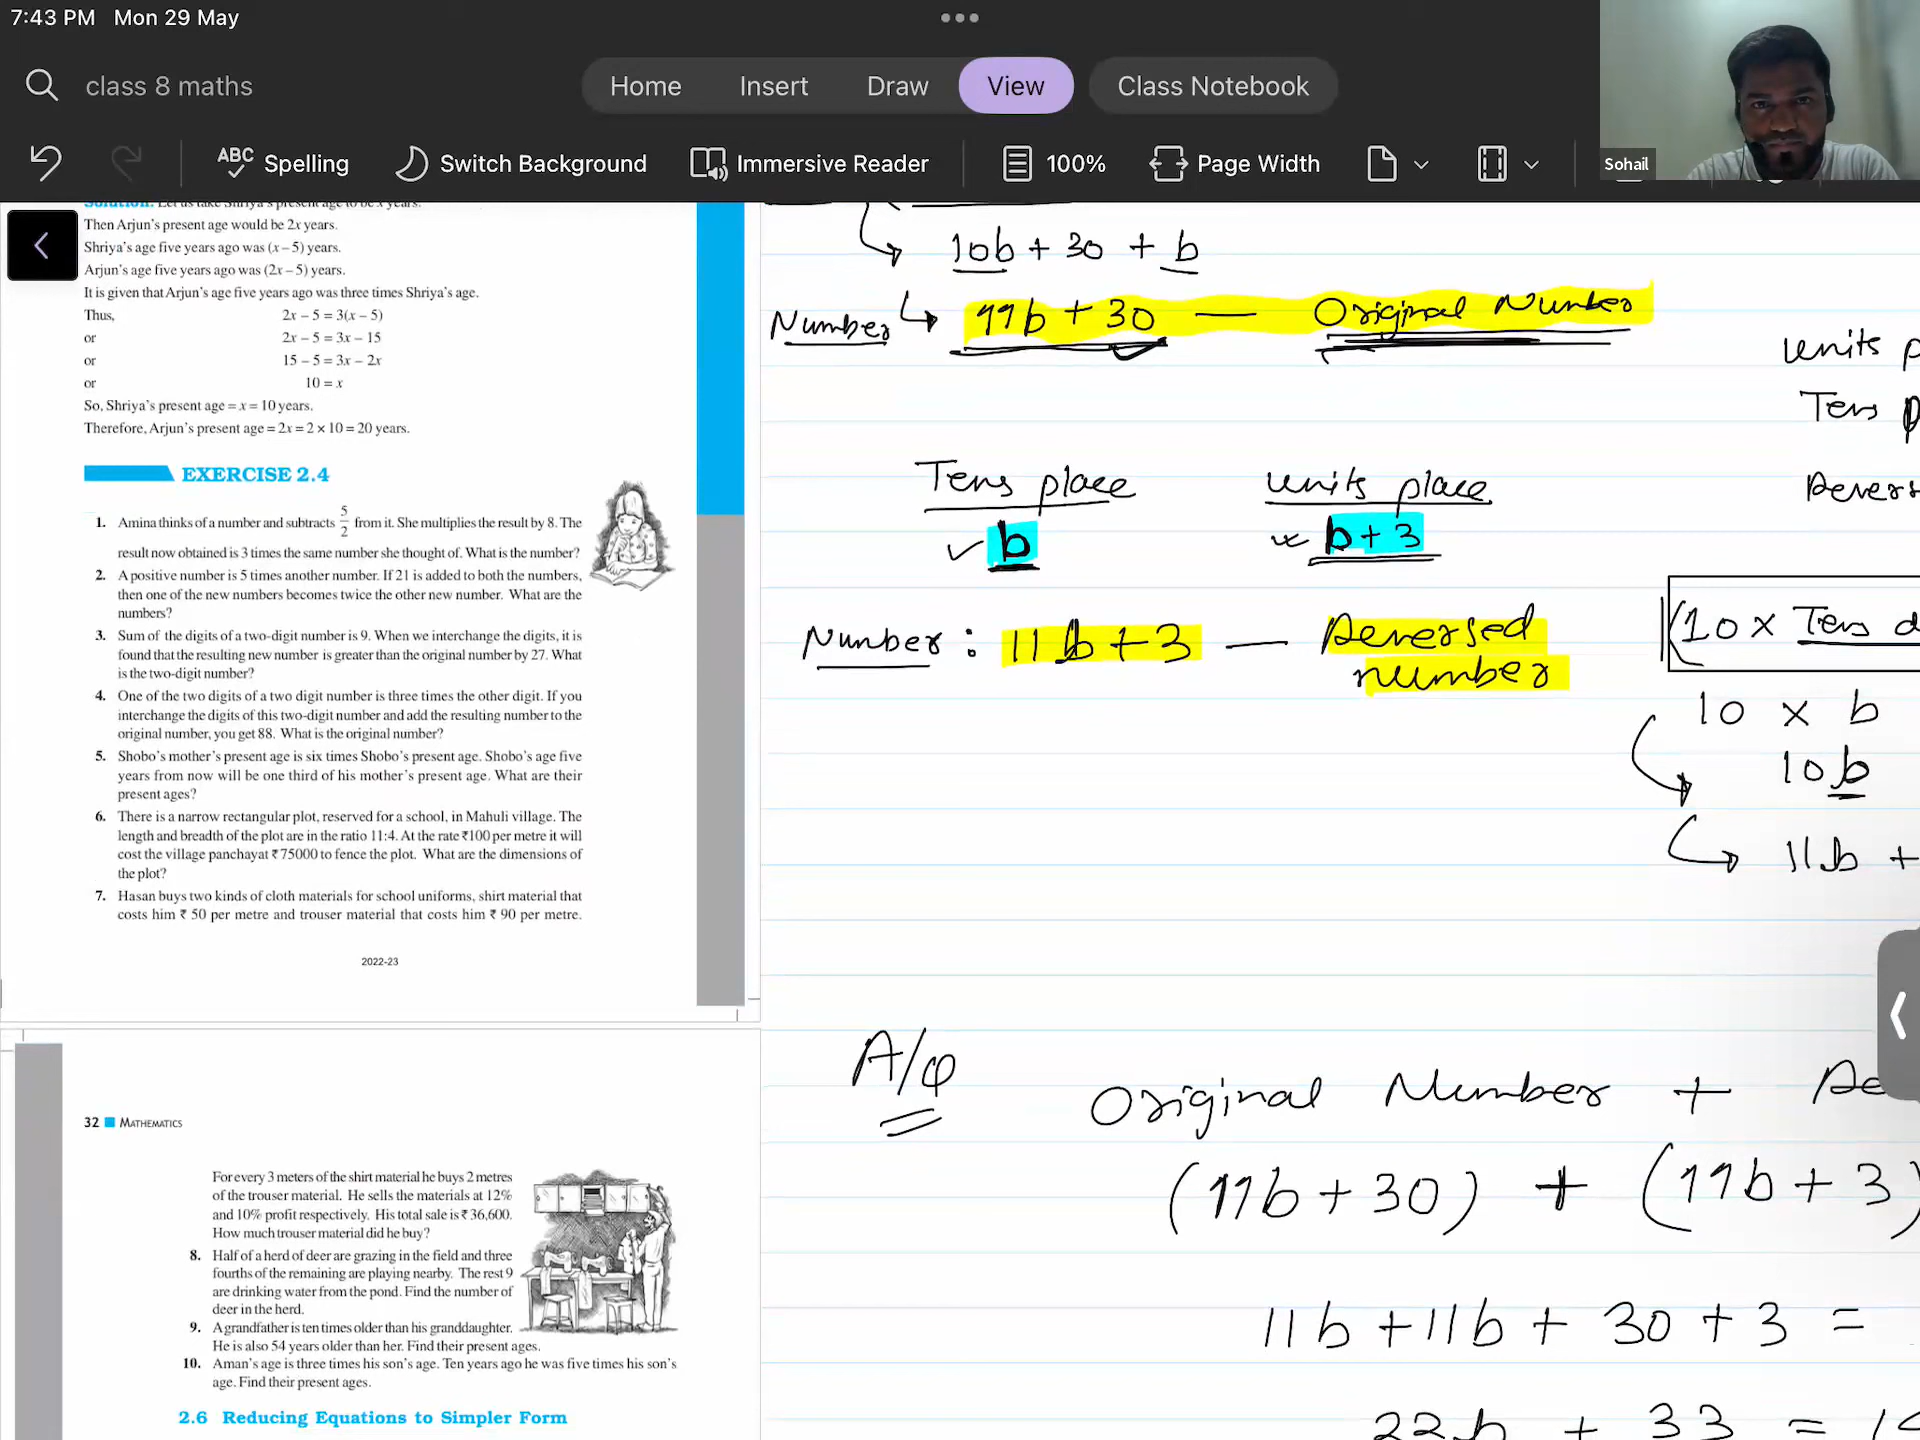 7:43 PM Mon 29 May
class 8 maths
Home Insert Draw View Class Notebook
ABC Spelling Switch Background Immersive Reader 100% Page Width
Sohail
Solution: Let us take Shriya's present age to be x years.
Then Arjun's present age would be 2x years.
Shriya's age five years ago was (x – 5) years.
Arjun's age five years ago was (2x – 5) years.
It is given that Arjun's age five years ago was three times Shriya's age.
Thus, 2x – 5 = 3(x – 5)
or 2x – 5 = 3x – 15
or 15 – 5 = 3x – 2x
or 10 = x
So, Shriya's present age = x = 10 years.
Therefore, Arjun's present age = 2x = 2 × 10 = 20 years.
EXERCISE 2.4
1. Amina thinks of a number and subtracts 5/2 from it. She multiplies the result by 8. The
result now obtained is 3 times the same number she thought of. What is the number?
2. A positive number is 5 times another number. If 21 is added to both the numbers,
then one of the new numbers becomes twice the other new number. What are the
numbers?
3. Sum of the digits of a two-digit number is 9. When we interchange the digits, it is
found that the resulting new number is greater than the original number by 27. What
is the two-digit number?
4. One of the two digits of a two digit number is three times the other digit. If you
interchange the digits of this two-digit number and add the resulting number to the
original number, you get 88. What is the original number?
5. Shobo's mother's present age is six times Shobo's present age. Shobo's age five
years from now will be one third of his mother's present age. What are their
present ages?
6. There is a narrow rectangular plot, reserved for a school, in Mahuli village. The
length and breadth of the plot are in the ratio 11:4. At the rate ₹100 per metre it will
cost the village panchayat ₹75000 to fence the plot. What are the dimensions of
the plot?
7. Hasan buys two kinds of cloth materials for school uniforms, shirt material that
costs him ₹ 50 per metre and trouser material that costs him ₹ 90 per metre.
2022-23
32 MATHEMATICS
For every 3 meters of the shirt material he buys 2 metres
of the trouser material. He sells the materials at 12%
and 10% profit respectively. His total sale is ₹ 36,600.
How much trouser material did he buy?
8. Half of a herd of deer are grazing in the field and three
fourths of the remaining are playing nearby. The rest 9
are drinking water from the pond. Find the number of
deer in the herd.
9. A grandfather is ten times older than his granddaughter.
He is also 54 years older than her. Find their present ages.
10. Aman's age is three times his son's age. Ten years ago he was five times his son's
age. Find their present ages.
2.6 Reducing Equations to Simpler Form
10b + 30 + b
Number 11b + 30 — Original Number
Tens place units place
b b + 3
Number : 11b + 3 — Reversed
number
A/Q
Original Number +
(11b + 30) + (11b + 3)
11b + 11b + 30 + 3 =
22b + 33 =
units
Tens
(10 × Tens
10 × b
10b
11b +